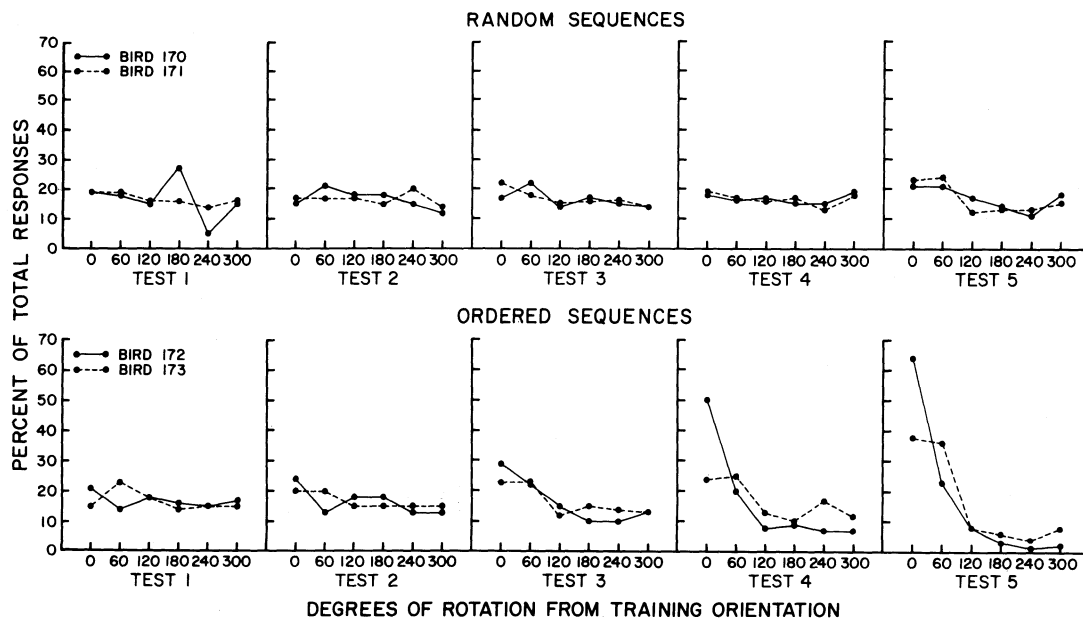 RANDOM SEQUENCES
70
60
50
40
30
20
10
0
BIRD 170
BIRD 171
0 60 120 180 240 300
TEST 1
0 60 120 180 240 300
TEST 2
0 60 120 180 240 300
TEST 3
0 60 120 180 240 300
TEST 4
0 60 120 180 240 300
TEST 5
PERCENT OF TOTAL RESPONSES
ORDERED SEQUENCES
70
60
50
40
30
20
10
0
BIRD 172
BIRD 173
0 60 120 180 240 300
TEST 1
0 60 120 180 240 300
TEST 2
0 60 120 180 240 300
TEST 3
0 60 120 180 240 300
TEST 4
0 60 120 180 240 300
TEST 5
DEGREES OF ROTATION FROM TRAINING ORIENTATION